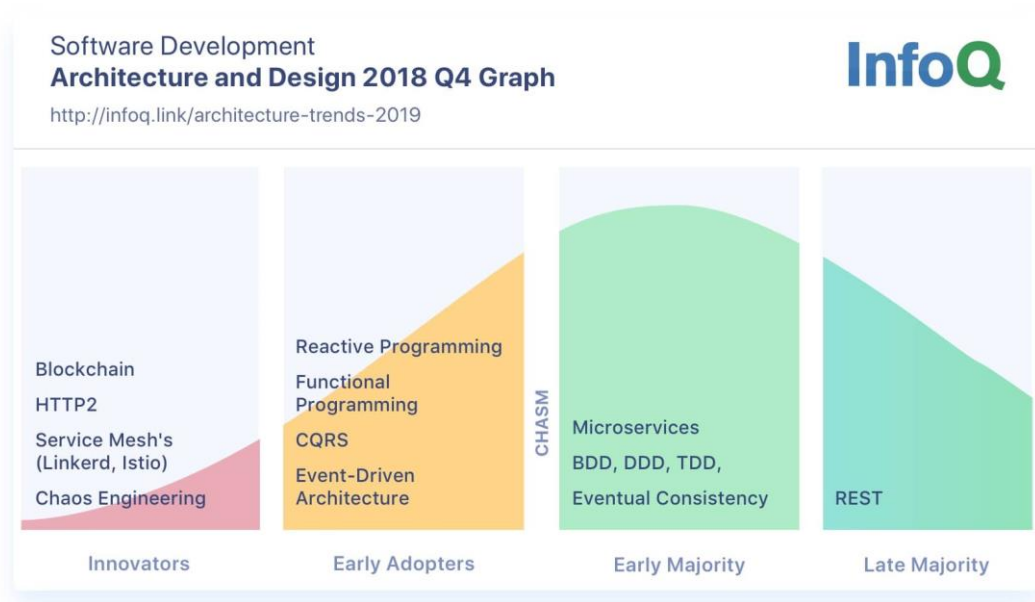 Software Development
Architecture and Design 2018 Q4 Graph
http://infoq.link/architecture-trends-2019
InfoQ
Blockchain
HTTP2
Service Mesh's
(Linkerd, Istio)
Chaos Engineering
Innovators
Reactive Programming
Functional
Programming
CQRS
Event-Driven
Architecture
Early Adopters
CHASM
Microservices
BDD, DDD, TDD,
Eventual Consistency
Early Majority
REST
Late Majority